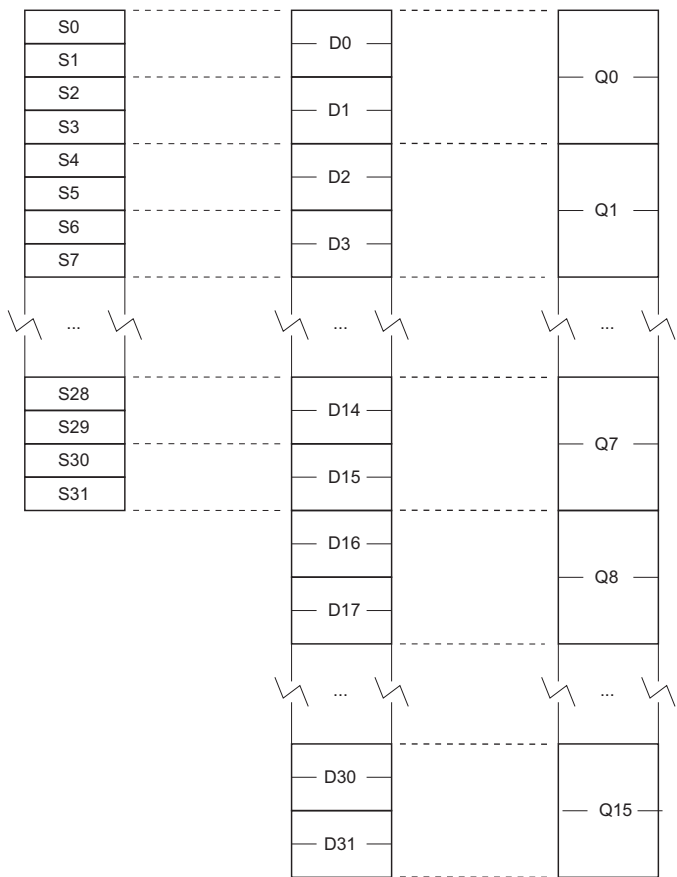 S0
S1
S2
S3
S4
S5
S6
S7
...
S28
S29
S30
S31
D0
D1
D2
D3
...
D14
D15
D16
D17
...
D30
D31
Q0
Q1
...
Q7
Q8
...
Q15